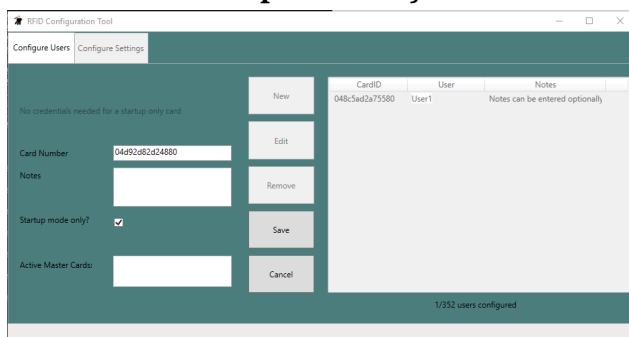 RFID Configuration Tool
Configure Users
Configure Settings
No credentials needed for a startup only card
Card Number
04d92d82d24880
Notes
Startup mode only?
Active Master Cards:
New
Edit
Remove
Save
Cancel
CardID User Notes
048c5ad2a75580 User1 Notes can be entered optionally
1/352 users configured